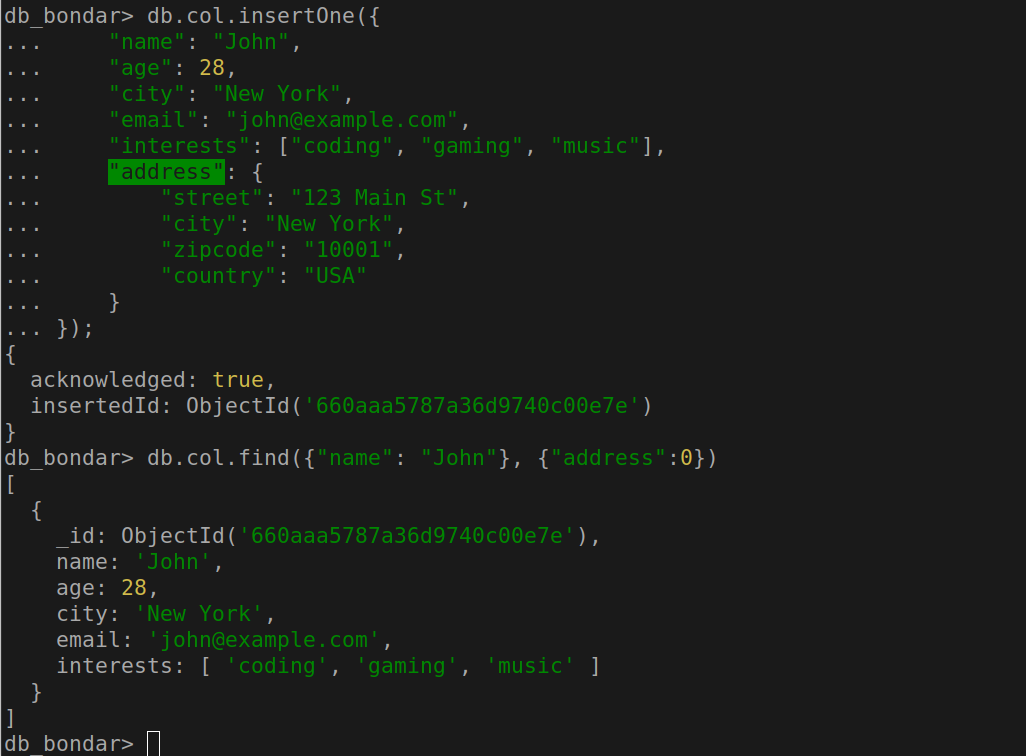 db_bondar> db.col.insertOne({
...     "name": "John",
...     "age": 28,
...     "city": "New York",
...     "email": "john@example.com",
...     "interests": ["coding", "gaming", "music"],
...     "address": {
...         "street": "123 Main St",
...         "city": "New York",
...         "zipcode": "10001",
...         "country": "USA"
...     }
... });
{
  acknowledged: true,
  insertedId: ObjectId('660aaa5787a36d9740c00e7e')
}
db_bondar> db.col.find({"name": "John"}, {"address":0})
[
  {
    _id: ObjectId('660aaa5787a36d9740c00e7e'),
    name: 'John',
    age: 28,
    city: 'New York',
    email: 'john@example.com',
    interests: [ 'coding', 'gaming', 'music' ]
  }
]
db_bondar>